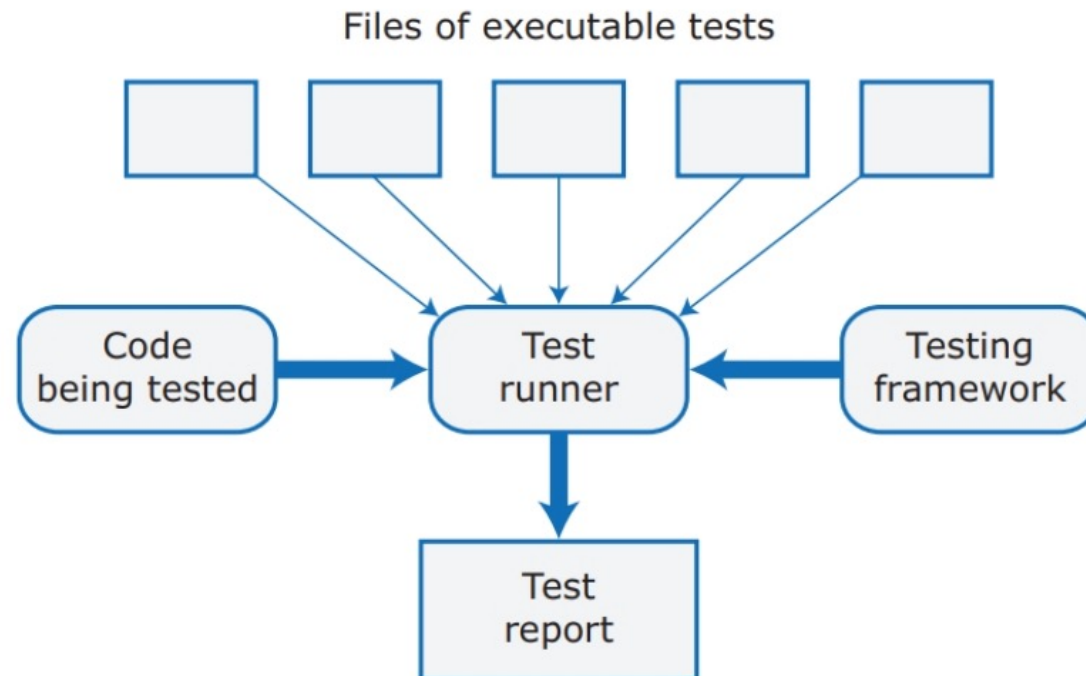 Files of executable tests
Code
being tested
Test
runner
Testing
framework
Test
report